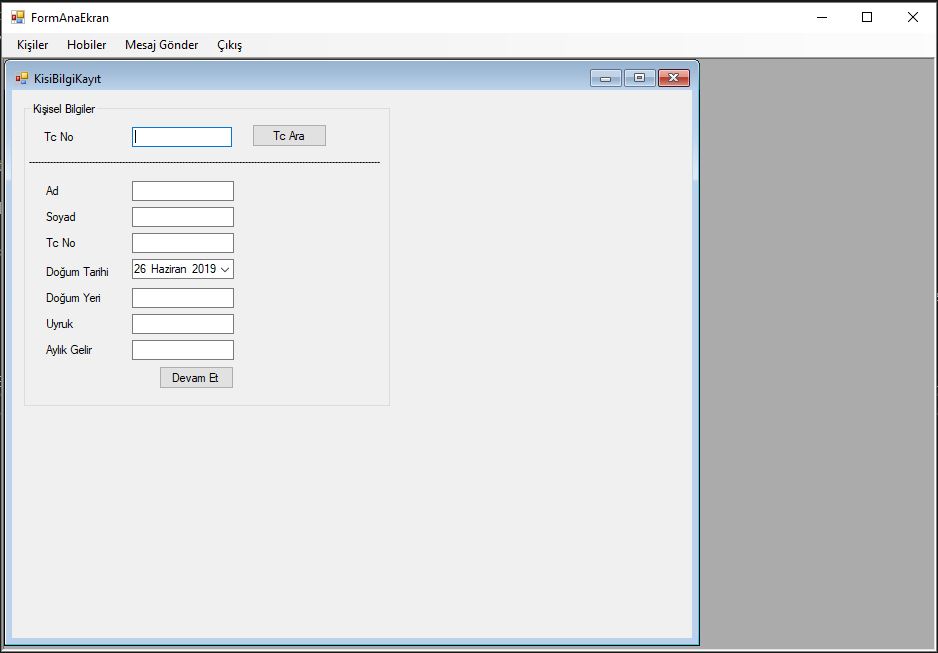 FormAnaEkran
Kişiler Hobiler Mesaj Gönder Çıkış
KisiBilgiKayıt
Kişisel Bilgiler
Tc No Tc Ara
Ad
Soyad
Tc No
Doğum Tarihi 26 Haziran 2019
Doğum Yeri
Uyruk
Aylık Gelir
Devam Et